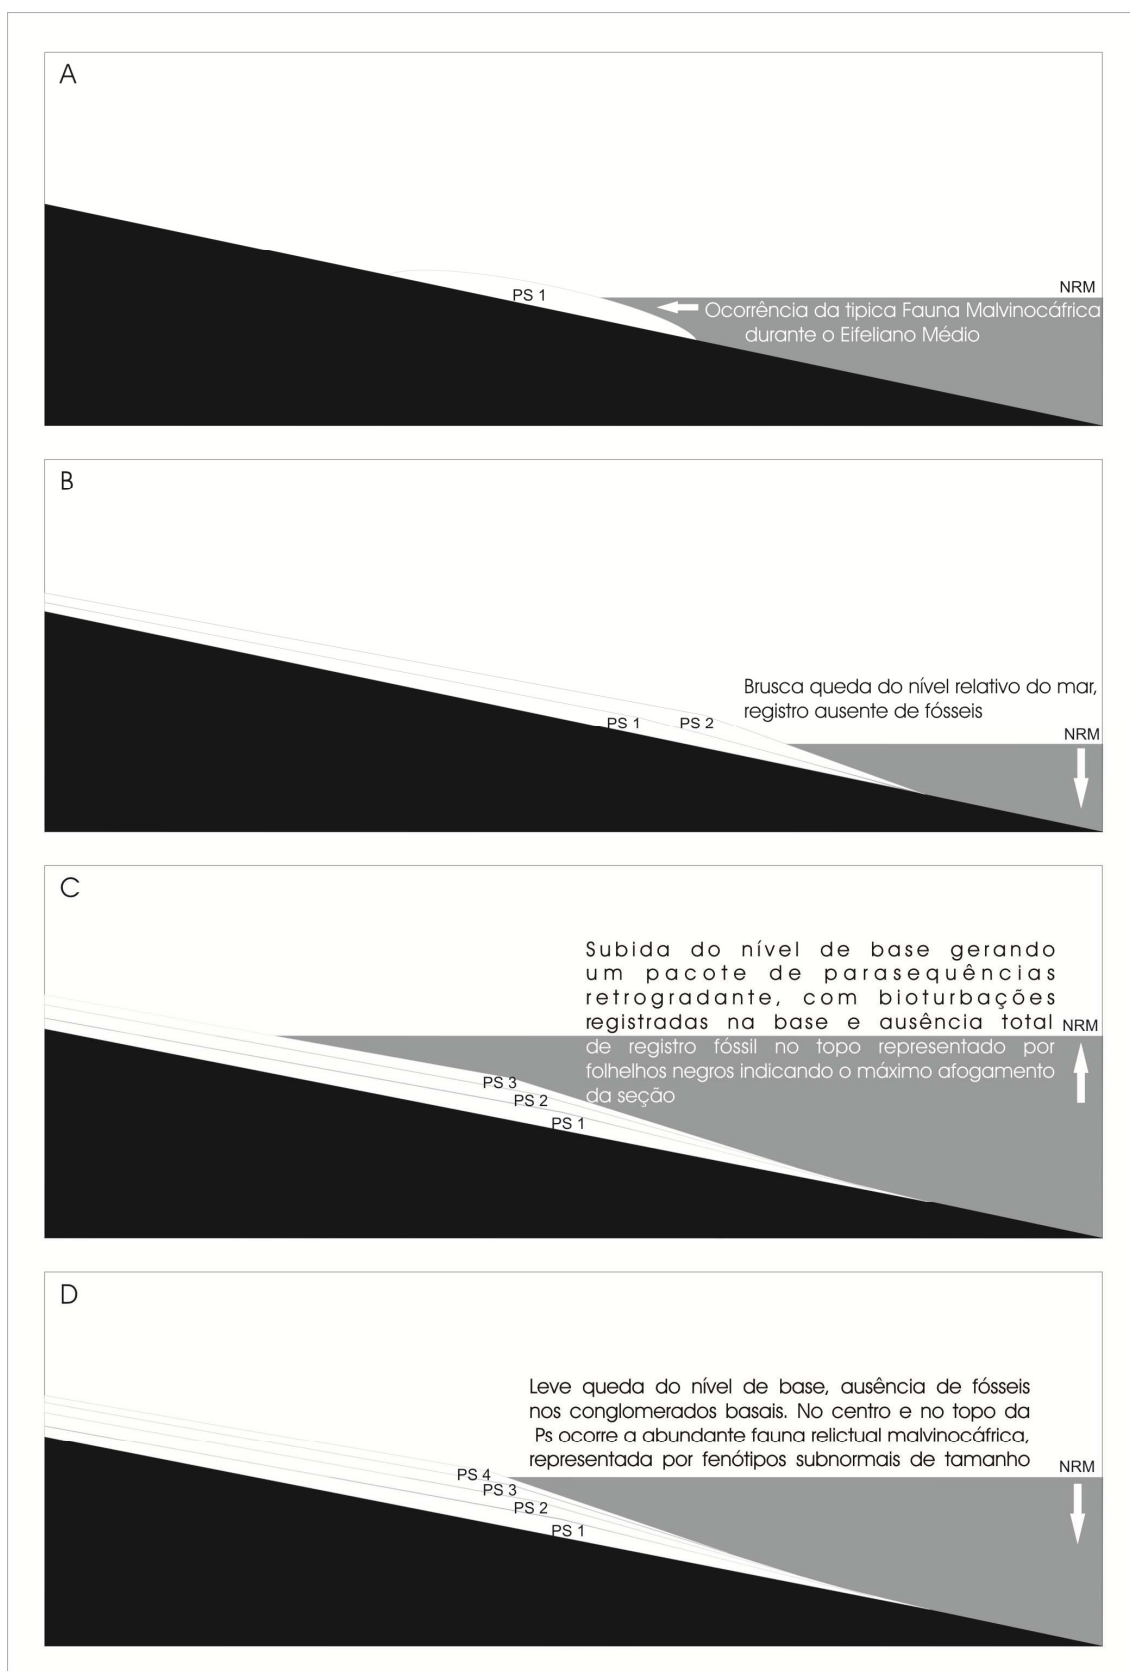 A
PS 1
NRM
Ocorrência da tipica Fauna Malvinocáfrica
durante o Eifeliano Médio
B
Brusca queda do nível relativo do mar,
registro ausente de fósseis
PS 1
PS 2
NRM
C
Subida do nível de base gerando
um pacote de parasequências
retrogradante, com bioturbações
registradas na base e ausência total
NRM
de registro fóssil no topo representado por
folhelhos negros indicando o máximo afogamento
da seção
PS 3
PS 2
PS 1
D
Leve queda do nível de base, ausência de fósseis
nos conglomerados basais. No centro e no topo da
Ps ocorre a abundante fauna relictual malvinocáfrica,
representada por fenótipos subnormais de tamanho
NRM
PS 4
PS 3
PS 2
PS 1